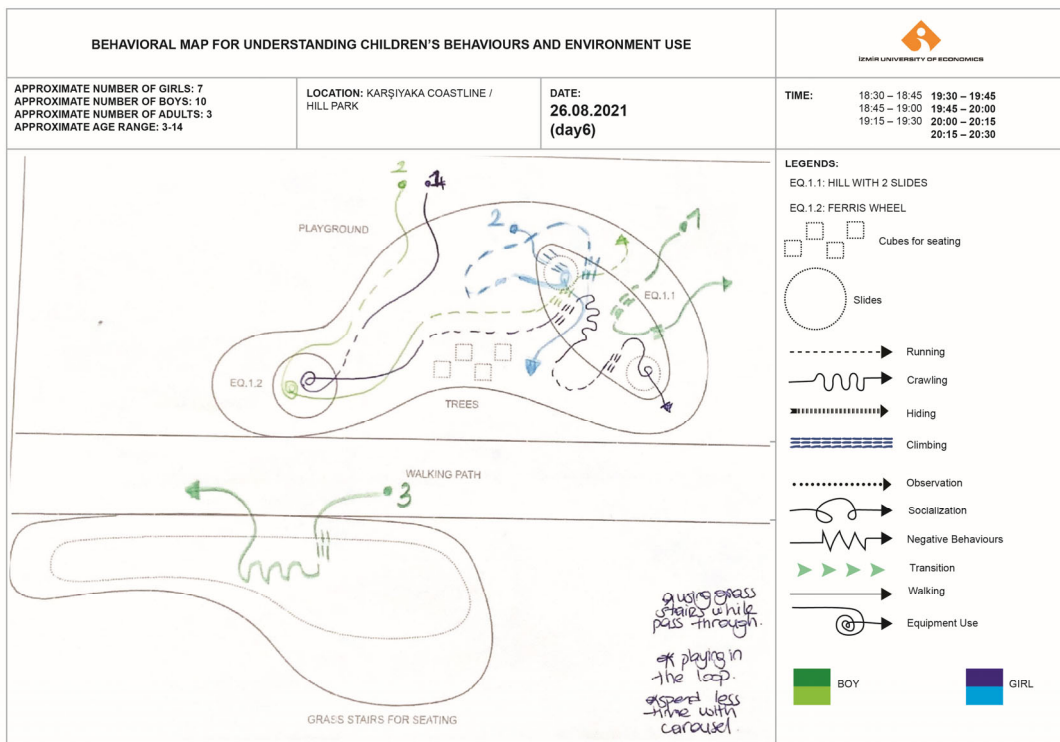 BEHAVIORAL MAP FOR UNDERSTANDING CHILDREN'S BEHAVIOURS AND ENVIRONMENT USE
İZMİR UNIVERSITY OF ECONOMICS
APPROXIMATE NUMBER OF GIRLS: 7
APPROXIMATE NUMBER OF BOYS: 10
APPROXIMATE NUMBER OF ADULTS: 3
APPROXIMATE AGE RANGE: 3-14
LOCATION: KARŞIYAKA COASTLINE /
HILL PARK
DATE:
26.08.2021
(day6)
TIME:
18:30 – 18:45 19:30 – 19:45
18:45 – 19:00 19:45 – 20:00
19:15 – 19:30 20:00 – 20:15
20:15 – 20:30
2
2
1
PLAYGROUND
EQ.1.1
EQ.1.2
TREES
WALKING PATH
3
GRASS STAIRS FOR SEATING
using grass
stairs while
pass through.
playing in
the loop.
spend less
time with
carousel.
LEGENDS:
EQ.1.1: HILL WITH 2 SLIDES
EQ.1.2: FERRIS WHEEL
Cubes for seating
Slides
Running
Crawling
Hiding
Climbing
Observation
Socialization
Negative Behaviours
Transition
Walking
Equipment Use
BOY
GIRL